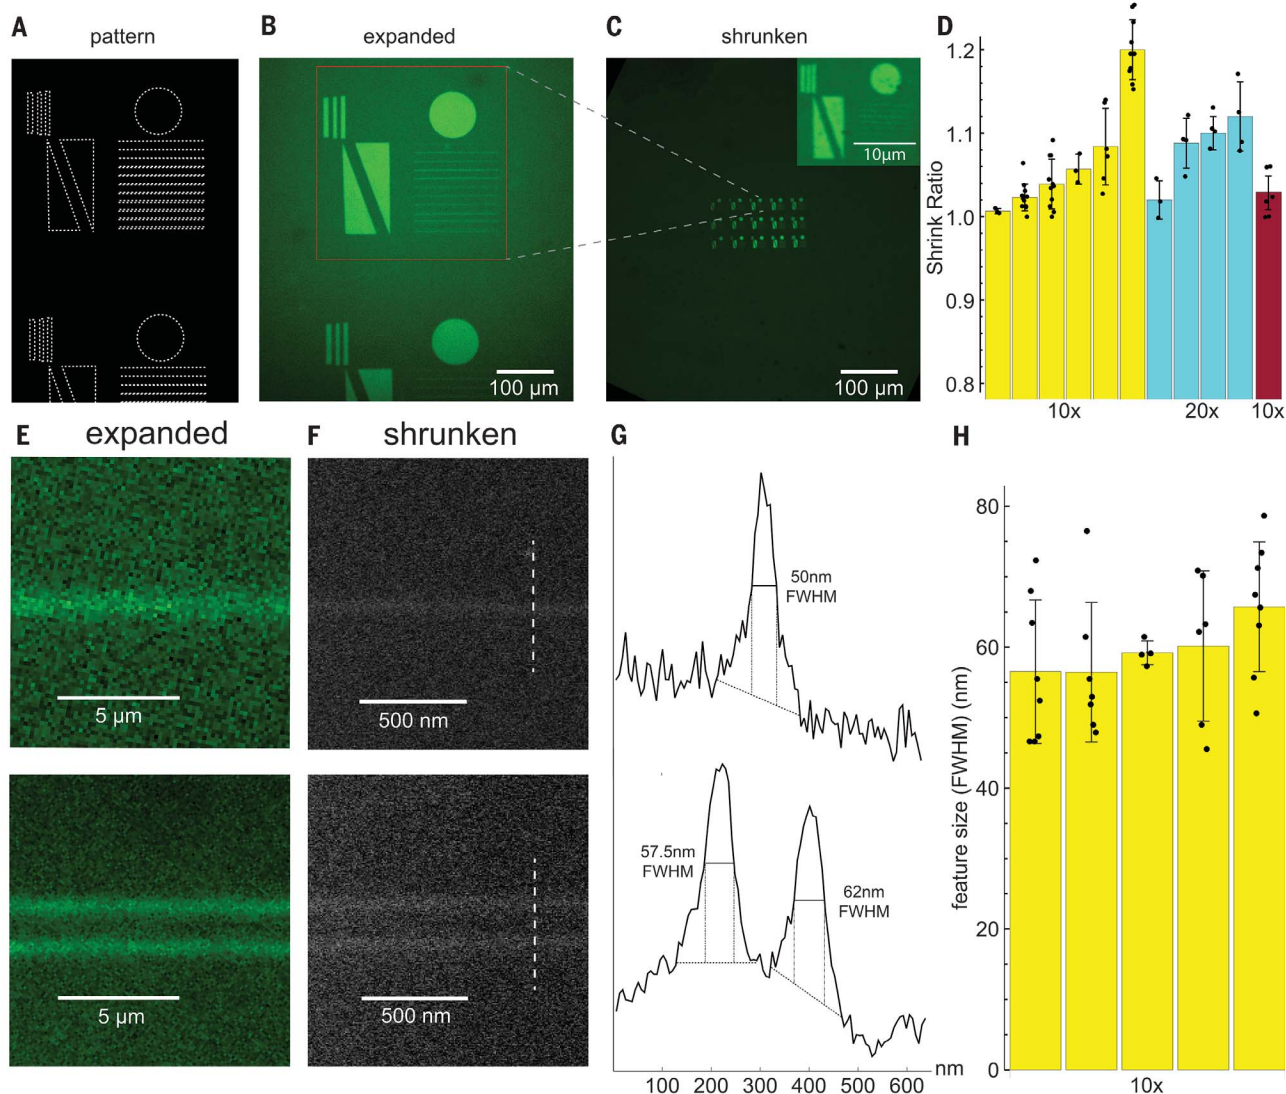 A
pattern
B
expanded
100 µm
C
shrunken
10µm
100 µm
D
Shrink Ratio
1.2
1.1
1.0
0.9
0.8
10x
20x
10x
E
expanded
5 µm
5 µm
F
shrunken
500 nm
500 nm
G
50nm
FWHM
57.5nm
FWHM
62nm
FWHM
100 200 300 400 500 600 nm
H
feature size (FWHM) (nm)
80
60
40
20
0
10x